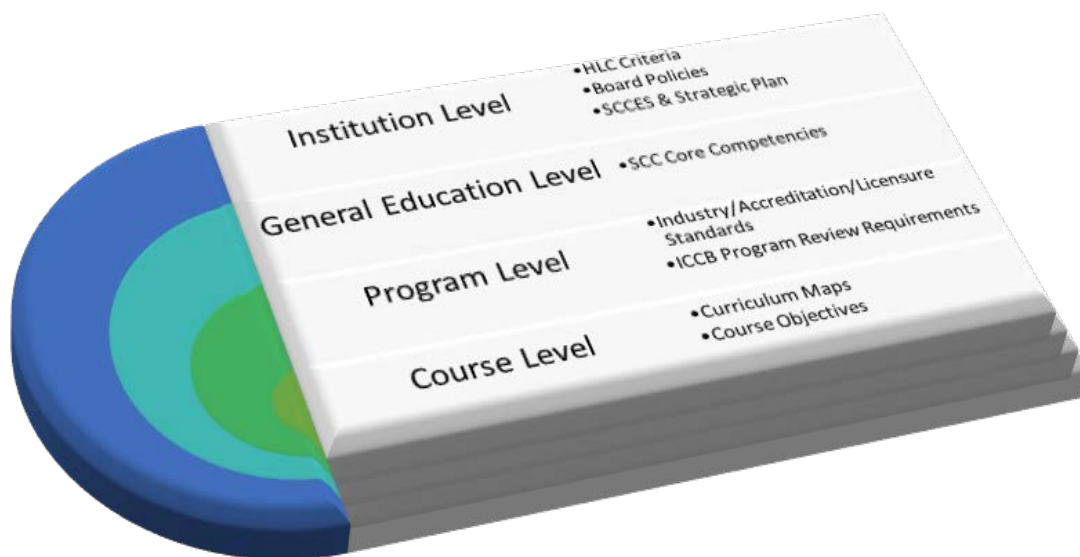 Institution Level
•HLC Criteria
•Board Policies
•SCCES & Strategic Plan
General Education Level
•SCC Core Competencies
Program Level
•Industry/Accreditation/Licensure
Standards
•ICCB Program Review Requirements
Course Level
•Curriculum Maps
•Course Objectives